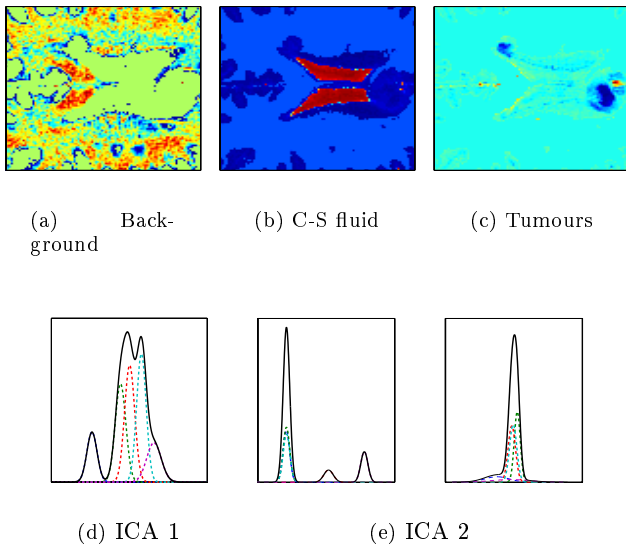 (a) Back-
ground
(b) C-S fluid
(c) Tumours
(d) ICA 1
(e) ICA 2